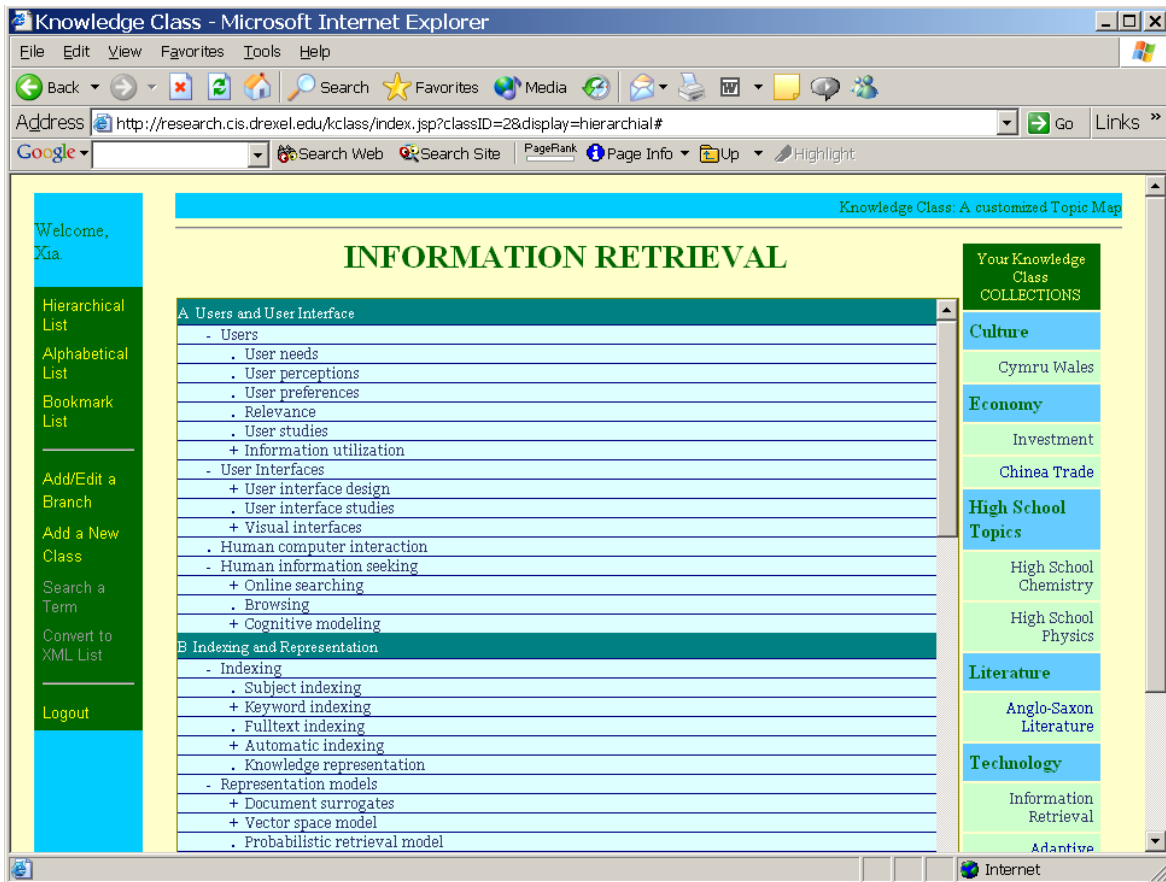 Knowledge Class - Microsoft Internet Explorer
File Edit View Favorites Tools Help
Back Search Favorites Media
Address http://research.cis.drexel.edu/kclass/index.jsp?classID=2&display=hierarchial# Go Links »
Google Search Web Search Site PageRank Page Info Up Highlight
Welcome,
Xia.
Hierarchical
List
Alphabetical
List
Bookmark
List
Add/Edit a
Branch
Add a New
Class
Search a
Term
Convert to
XML List
Logout
Knowledge Class: A customized Topic Map
INFORMATION RETRIEVAL
A Users and User Interface
- Users
. User needs
. User perceptions
. User preferences
. Relevance
. User studies
+ Information utilization
- User Interfaces
+ User interface design
. User interface studies
+ Visual interfaces
. Human computer interaction
- Human information seeking
+ Online searching
. Browsing
+ Cognitive modeling
B Indexing and Representation
- Indexing
. Subject indexing
+ Keyword indexing
. Fulltext indexing
+ Automatic indexing
. Knowledge representation
- Representation models
+ Document surrogates
+ Vector space model
. Probabilistic retrieval model
Your Knowledge
Class
COLLECTIONS
Culture
Cymru Wales
Economy
Investment
Chinea Trade
High School
Topics
High School
Chemistry
High School
Physics
Literature
Anglo-Saxon
Literature
Technology
Information
Retrieval
Adaptive
Internet